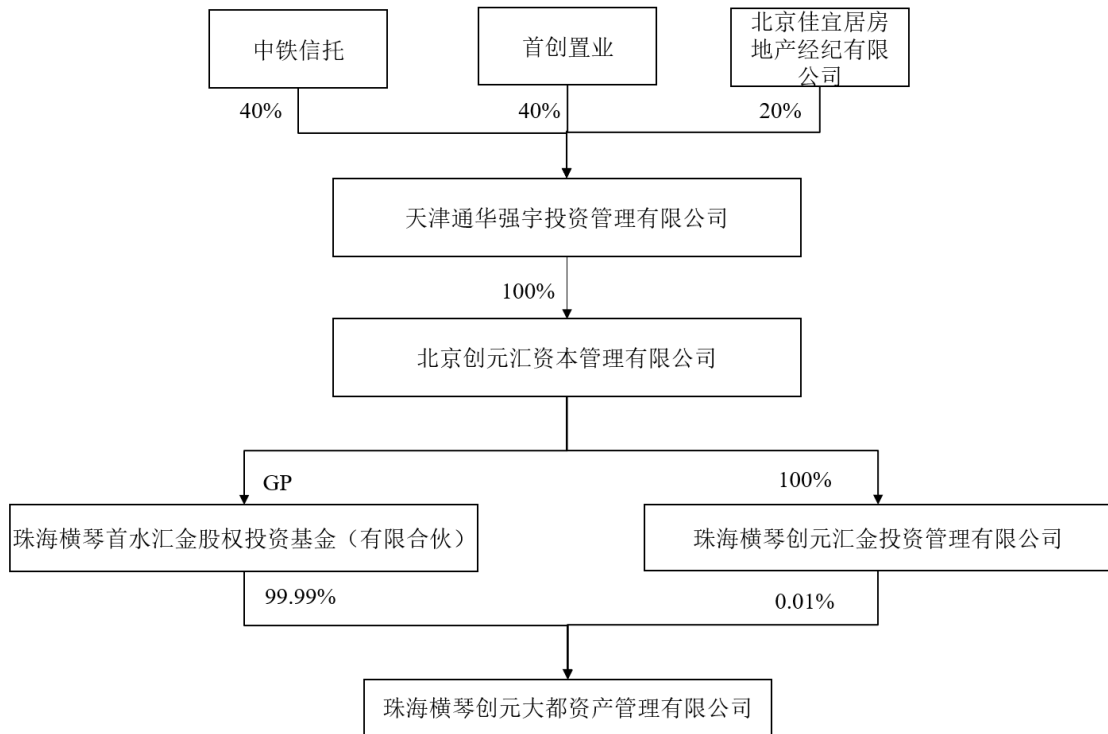 中铁信托
首创置业
北京佳宜居房
地产经纪有限
公司
40%
40%
20%
天津通华强宇投资管理有限公司
100%
北京创元汇资本管理有限公司
GP
100%
珠海横琴首水汇金股权投资基金（有限合伙）
珠海横琴创元汇金投资管理有限公司
99.99%
0.01%
珠海横琴创元大都资产管理有限公司